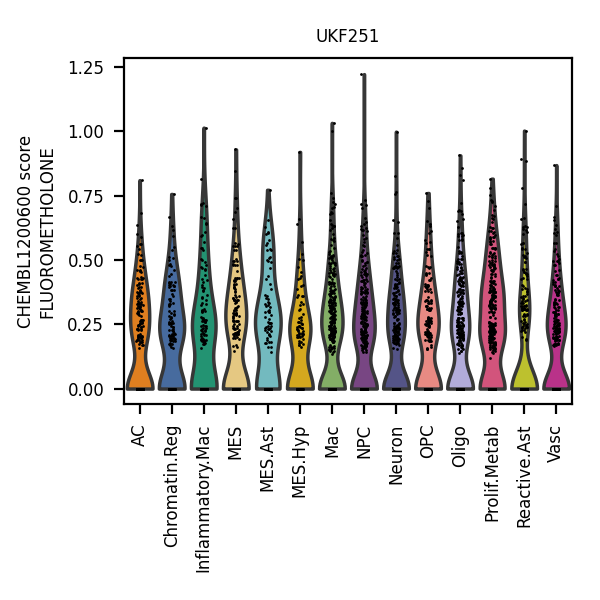 UKF251
CHEMBL1200600 score
FLUOROMETHOLONE
1.25
1.00
0.75
0.50
0.25
0.00
AC
Chromatin.Reg
Inflammatory.Mac
MES
MES.Ast
MES.Hyp
Mac
NPC
Neuron
OPC
Oligo
Prolif.Metab
Reactive.Ast
Vasc